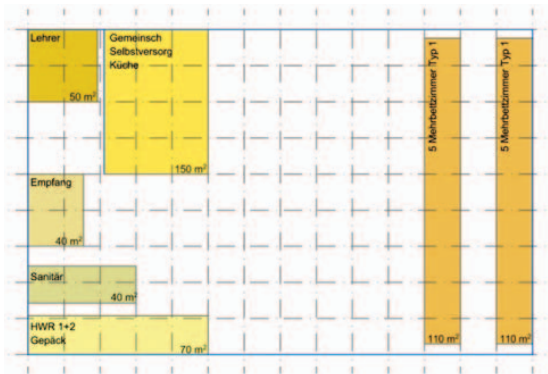 Lehrer
50 m²
Gemeinsch
Selbstversorg
Küche
150 m²
Empfang
40 m²
Sanitär
40 m²
HWR 1+2
Gepäck
70 m²
5 Mehrbettzimmer Typ 1
110 m²
5 Mehrbettzimmer Typ 1
110 m²